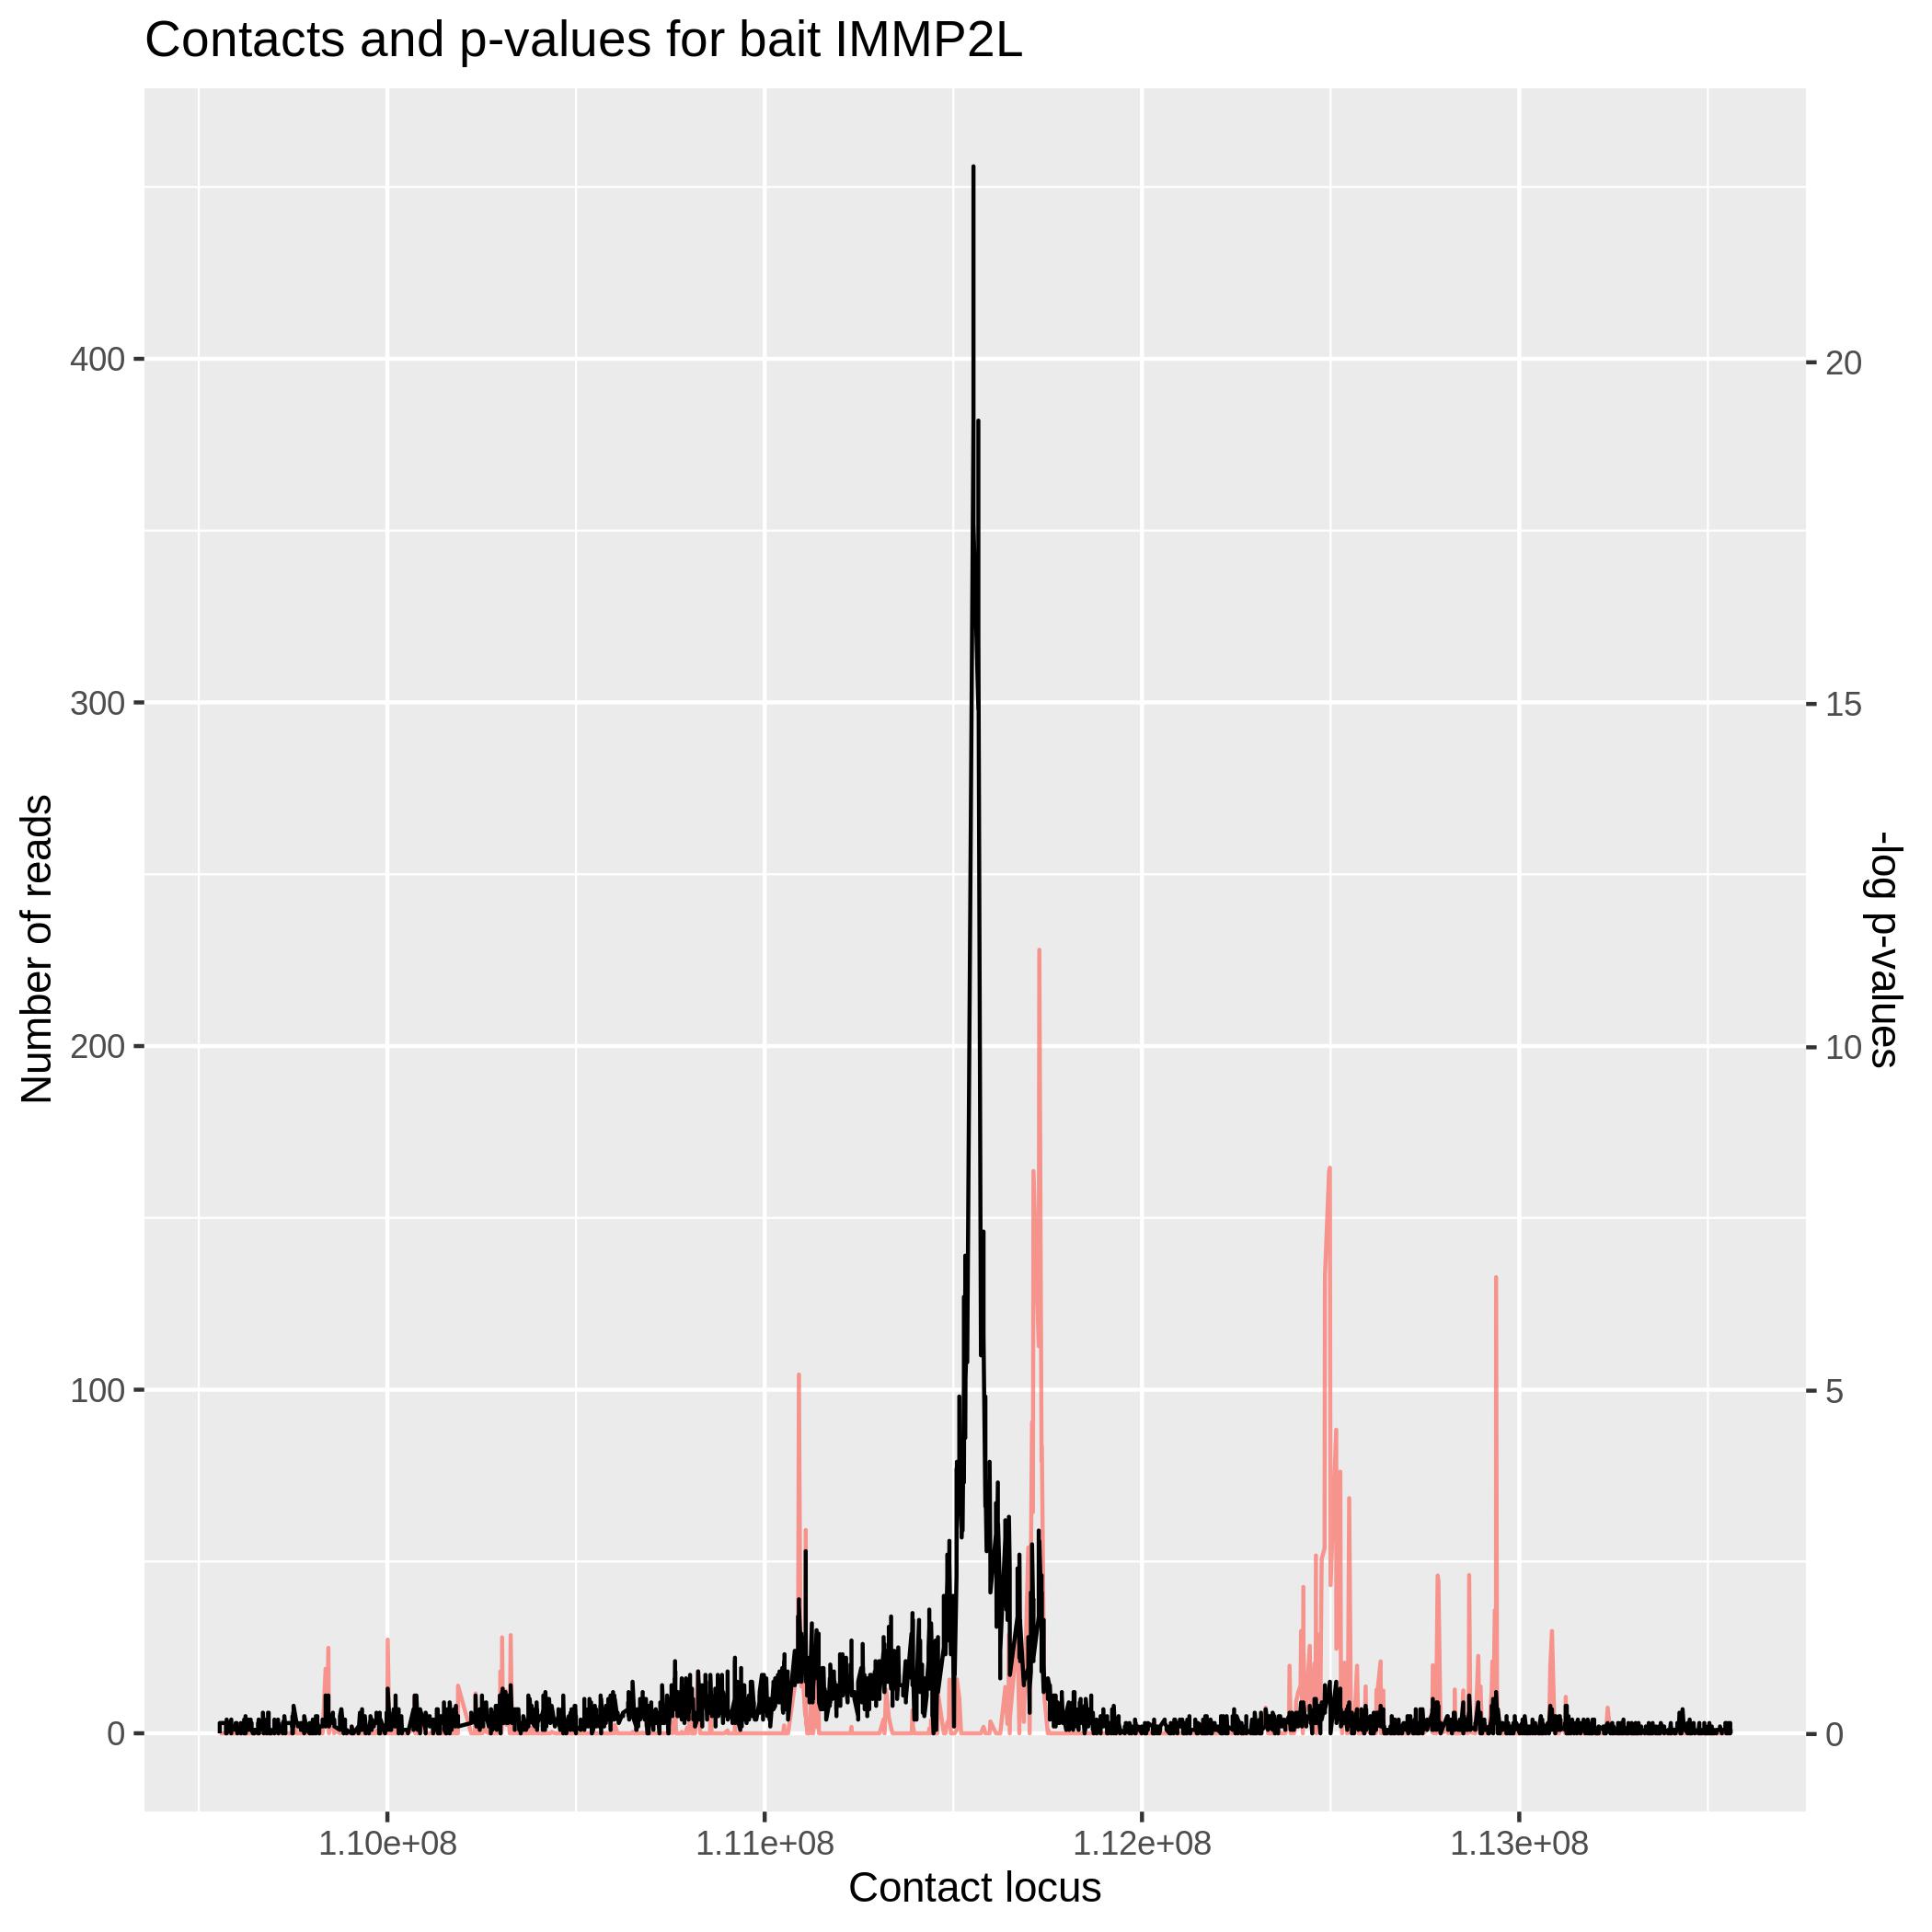 Contacts and p-values for bait IMMP2L
Number of reads
400
300
200
100
0
20
15
10
5
0
-log p-values
1.10e+08
1.11e+08
1.12e+08
1.13e+08
Contact locus